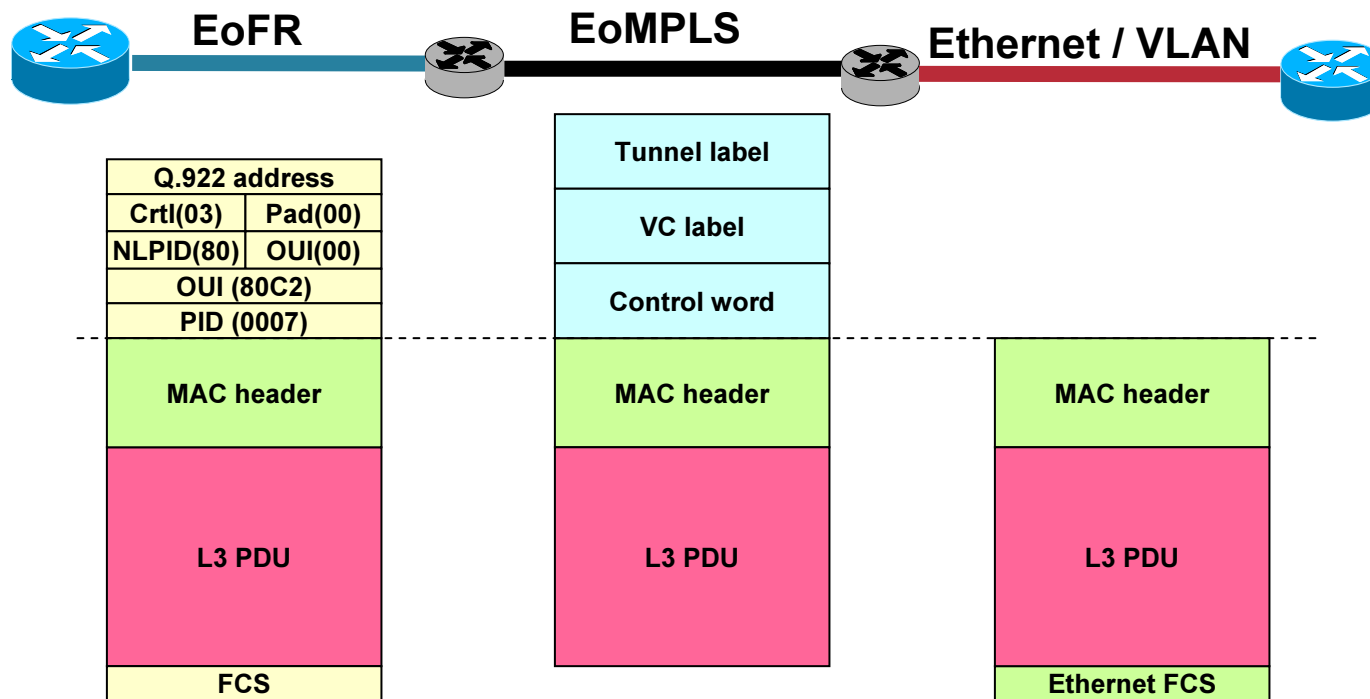 EoFR
EoMPLS
Ethernet / VLAN
Q.922 address
Crtl(03) Pad(00)
NLPID(80) OUI(00)
OUI (80C2)
PID (0007)
MAC header
L3 PDU
FCS
Tunnel label
VC label
Control word
MAC header
L3 PDU
MAC header
L3 PDU
Ethernet FCS